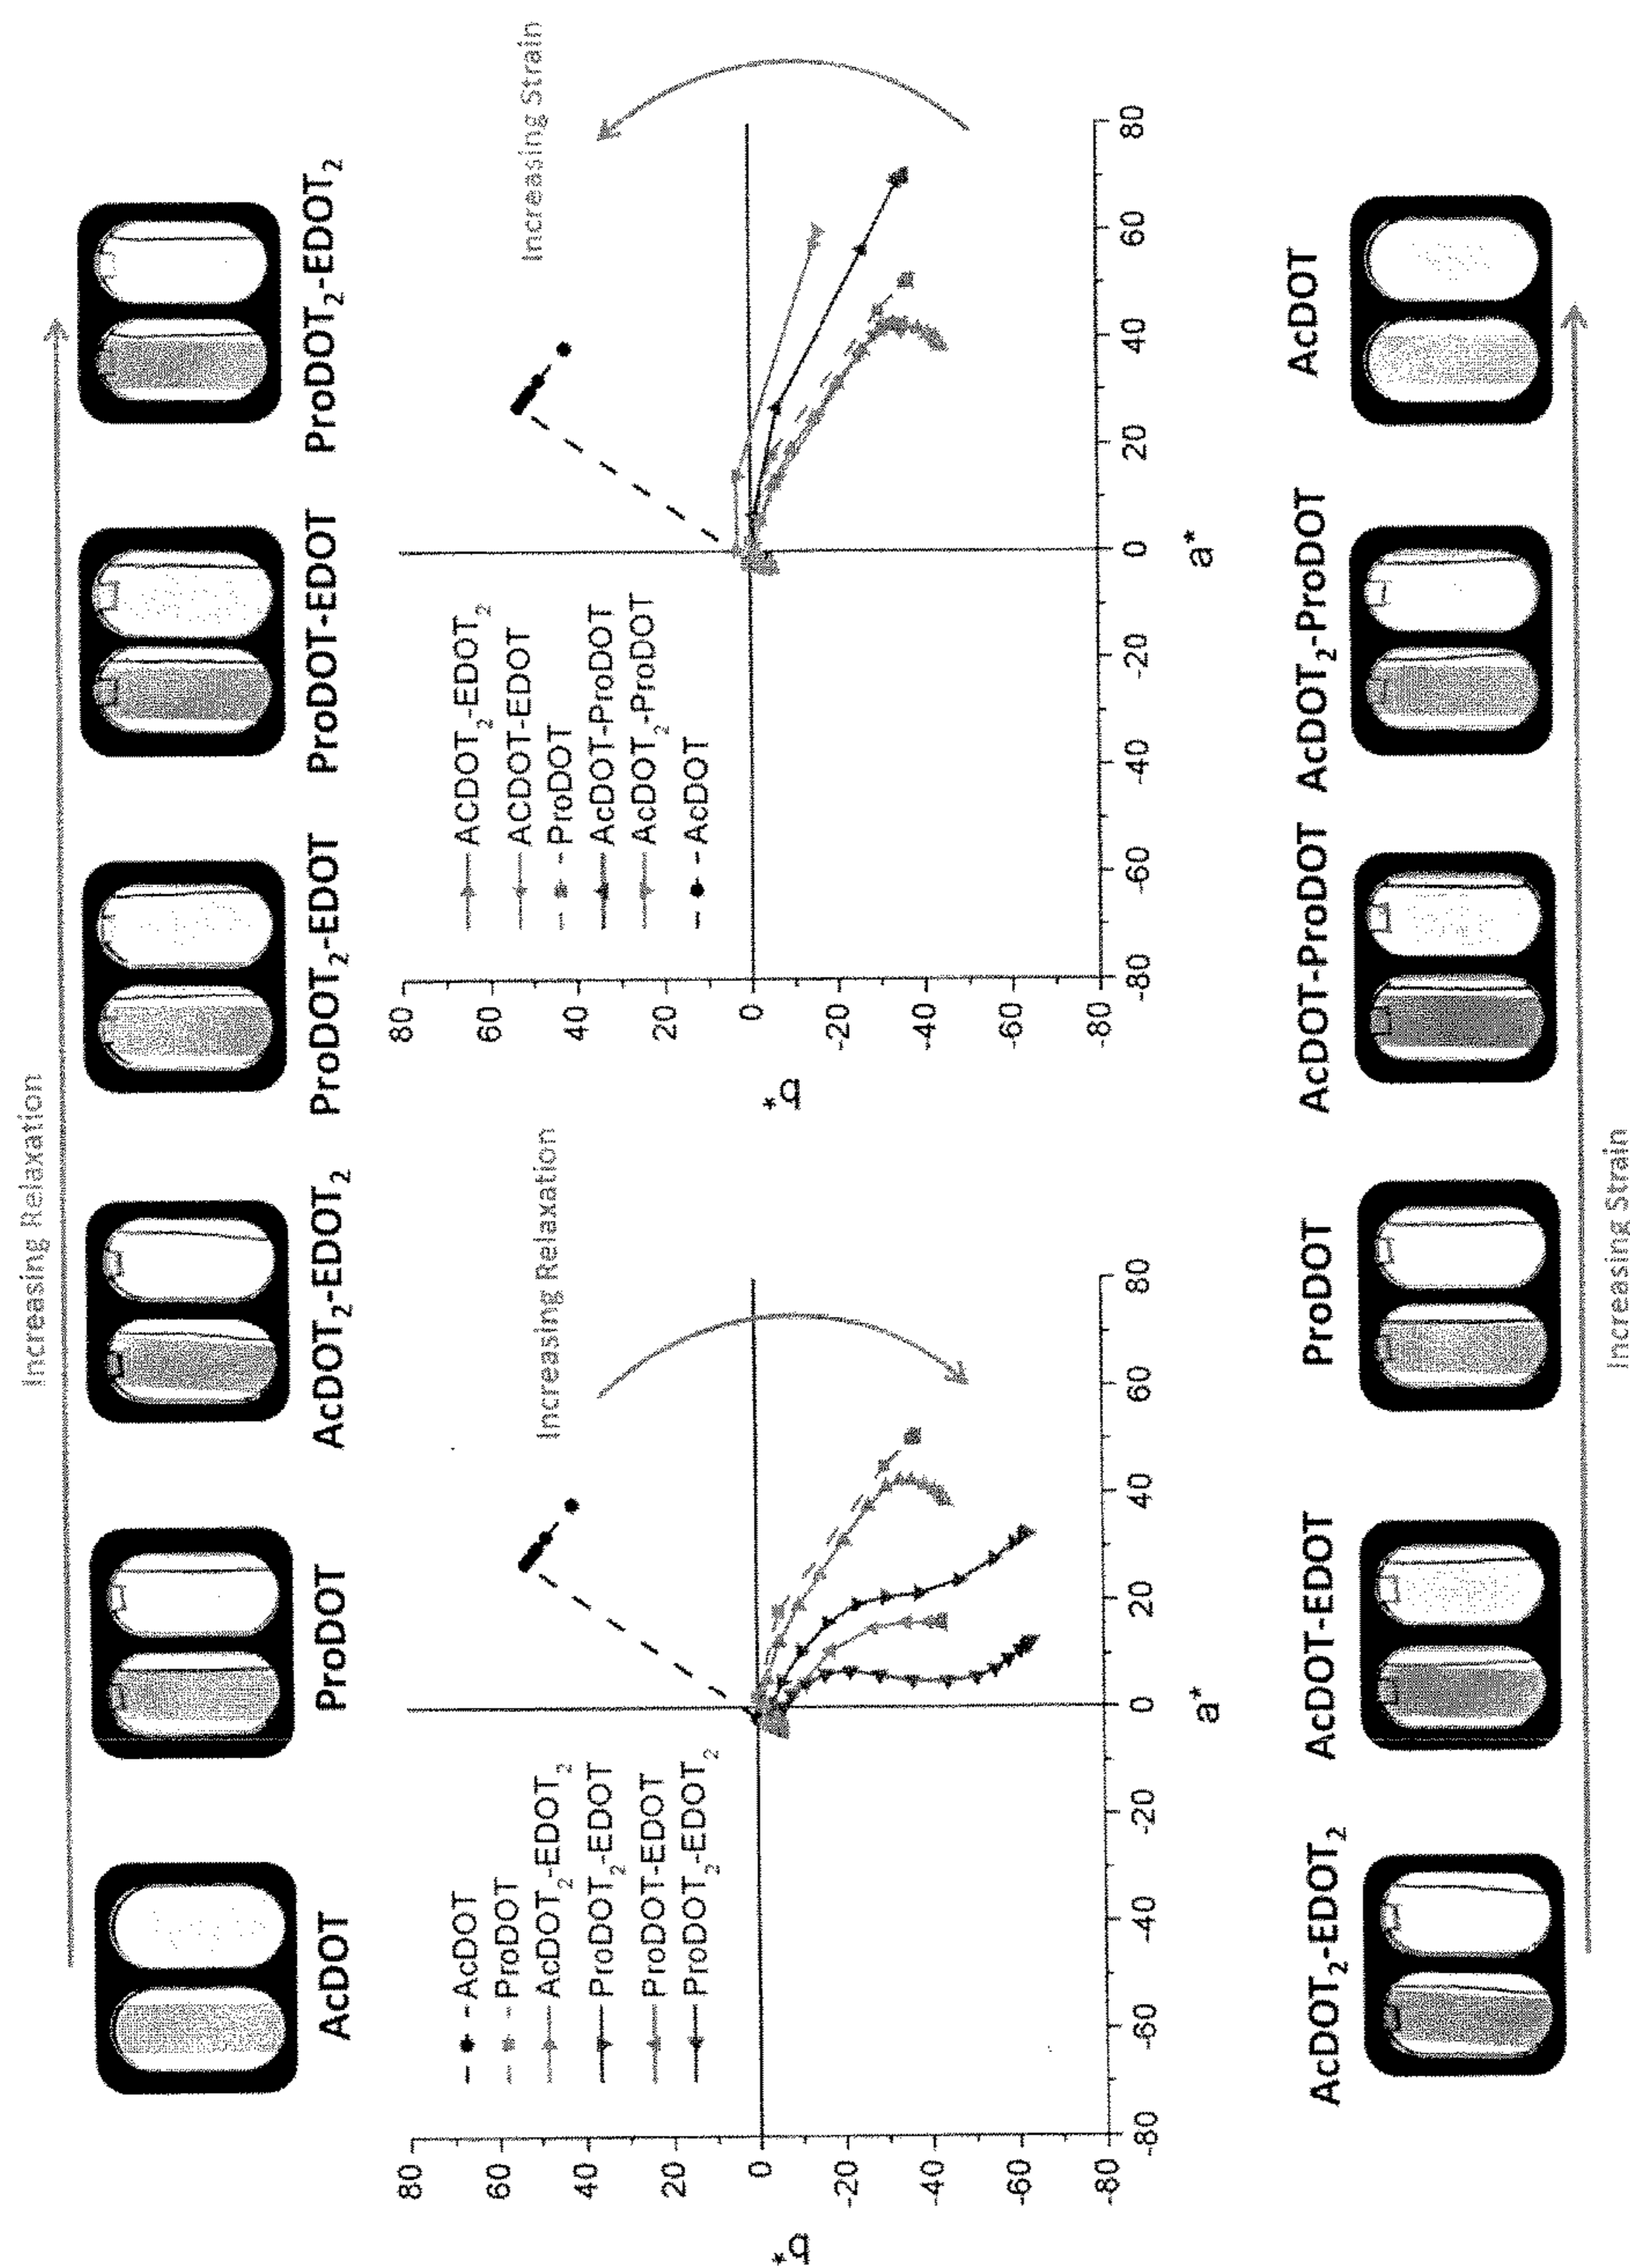 Increasing Relaxation
AcDOT
ProDOT
AcDOT₂-EDOT₂
ProDOT₂-EDOT
ProDOT-EDOT
ProDOT₂-EDOT₂
b*
80
60
40
20
0
-20
-40
-60
-80
-80
-60
-40
-20
0
20
40
60
80
a*
AcDOT
ProDOT
AcDOT₂-EDOT₂
ProDOT₂-EDOT
ProDOT-EDOT
ProDOT₂-EDOT₂
Increasing Relaxation
b*
80
60
40
20
0
-20
-40
-60
-80
-80
-60
-40
-20
0
20
40
60
80
a*
ACDOT₂-EDOT₂
ACDOT-EDOT
ProDOT
AcDOT-ProDOT
AcDOT₂-ProDOT
AcDOT
Increasing Strain
AcDOT₂-EDOT₂
AcDOT-EDOT
ProDOT
AcDOT-ProDOT
AcDOT₂-ProDOT
AcDOT
Increasing Strain